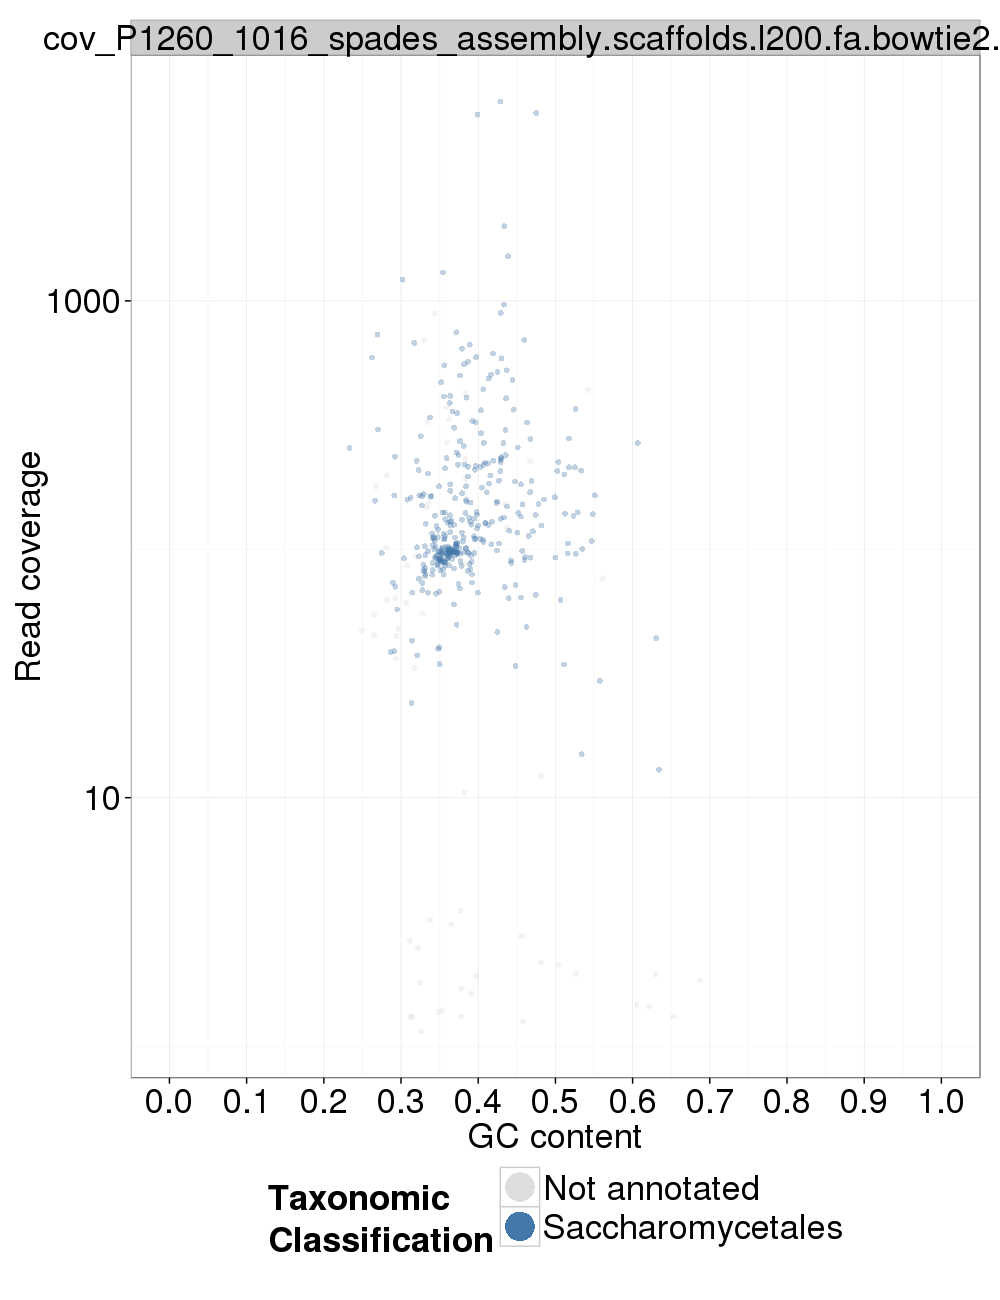 cov_P1260_1016_spades_assembly.scaffolds.l200.fa.bowtie2.
1000
10
Read coverage
0.0 0.1 0.2 0.3 0.4 0.5 0.6 0.7 0.8 0.9 1.0
GC content
Taxonomic
Classification
Not annotated
Saccharomycetales